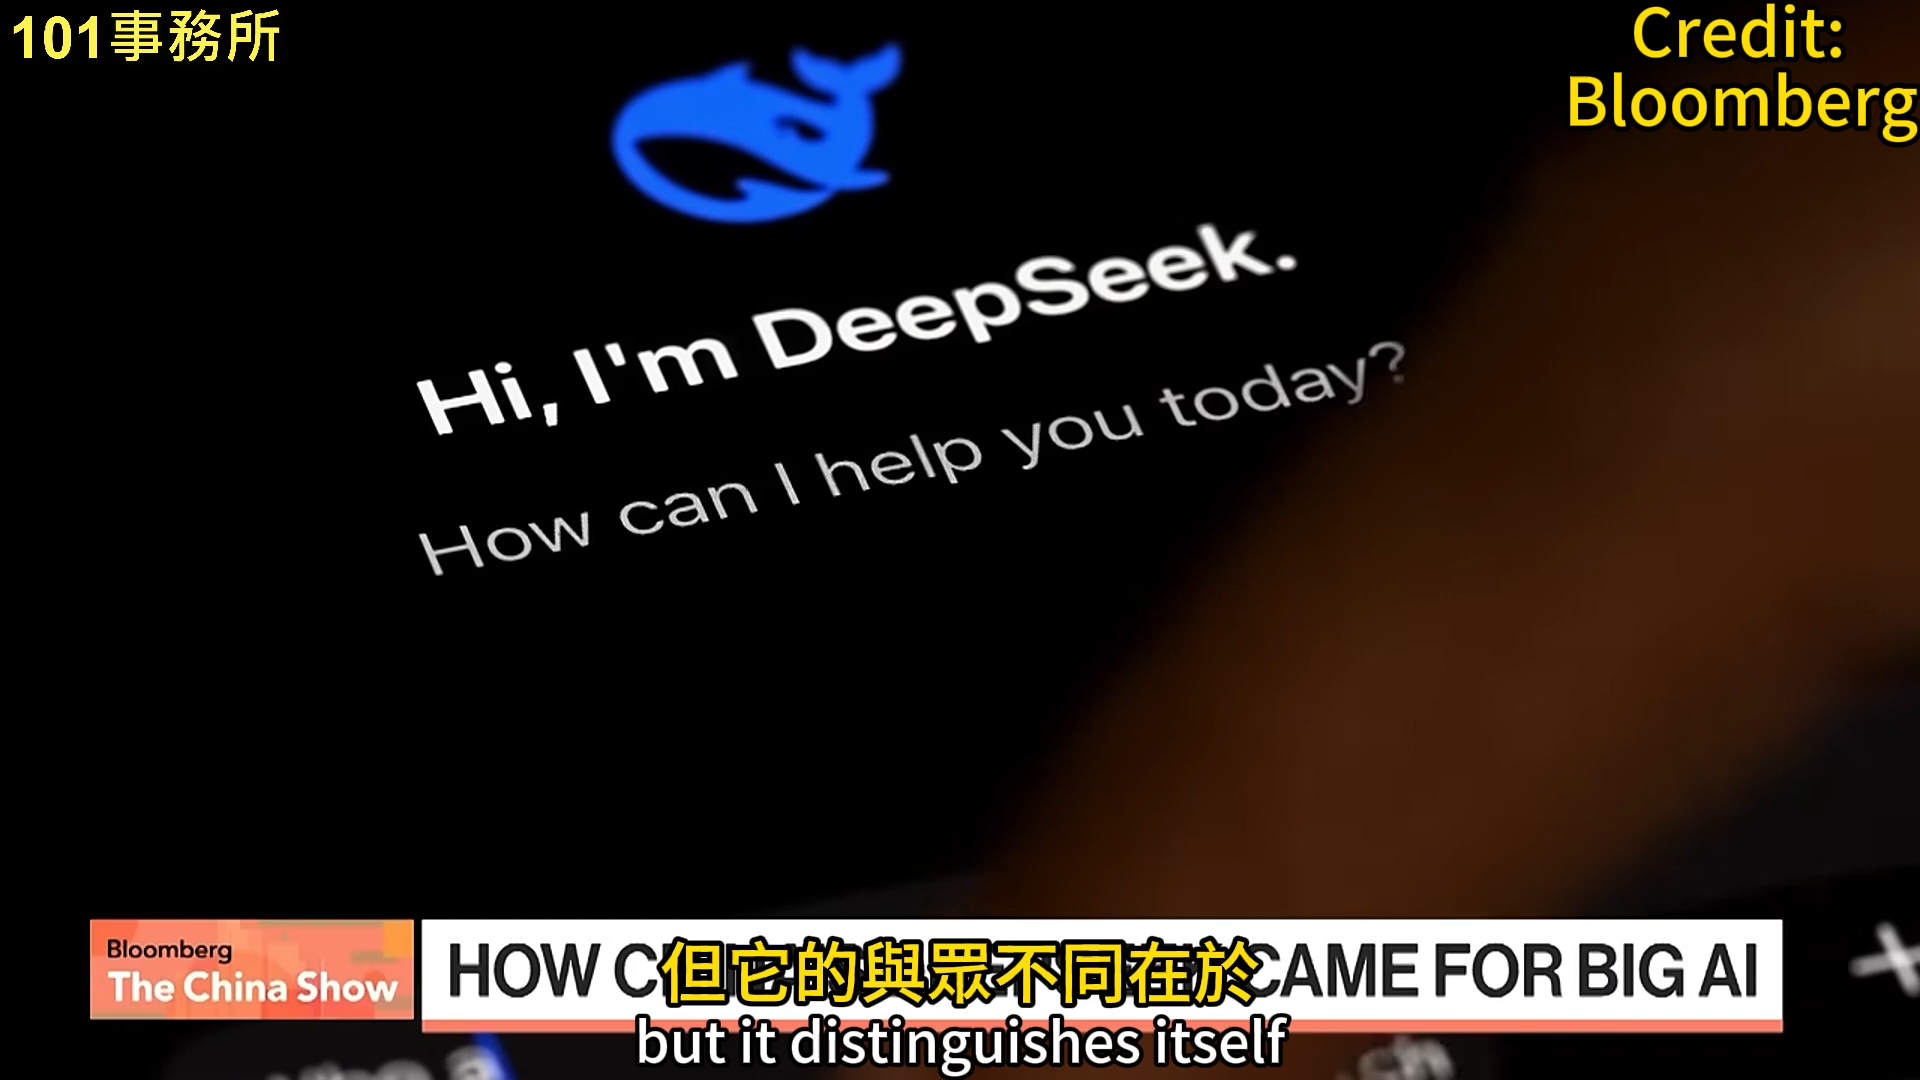 101事務所
Credit:
Bloomberg
Hi, I'm DeepSeek.
How can I help you today?
Bloomberg
The China Show
HOW CAME FOR BIG AI
但它的與眾不同在於
but it distinguishes itself